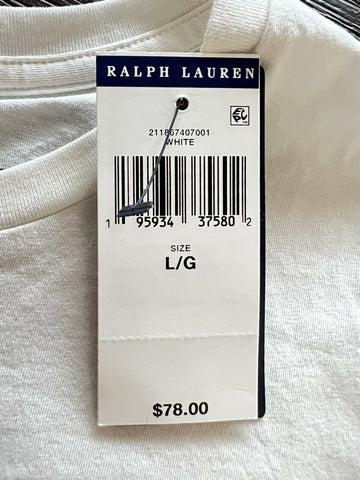 RALPH LAUREN
211867407001
WHITE
1 95934 37580 2
SIZE
L/G
$78.00